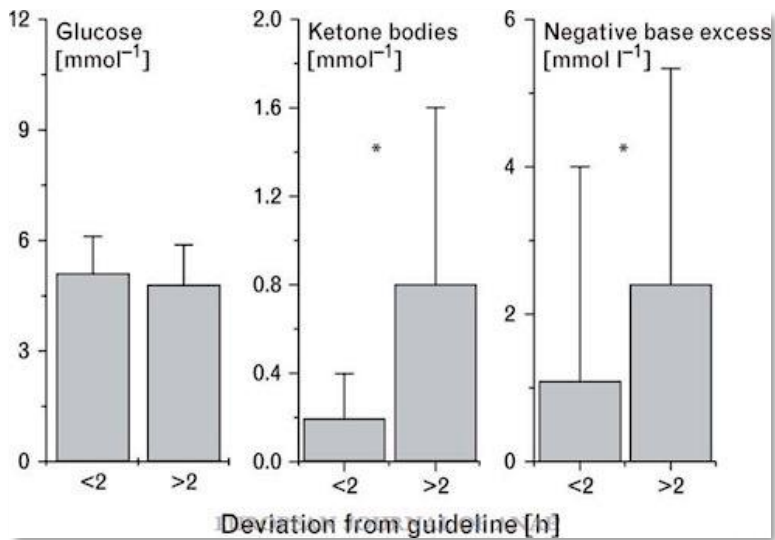 Glucose
[mmol⁻¹]
12
9
6
3
0
<2 >2
Ketone bodies
[mmol⁻¹]
2.0
1.6
1.2
0.8
0.4
0.0
*
<2 >2
Negative base excess
[mmol l⁻¹]
6
4
2
0
*
<2 >2
Deviation from guideline [h]